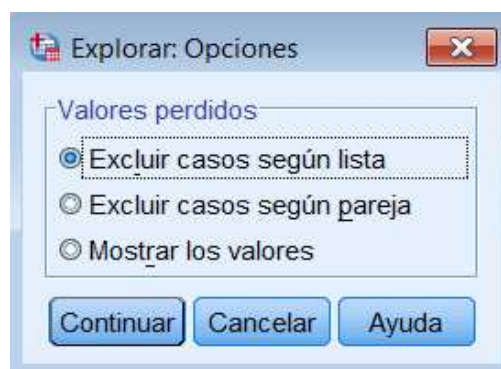 Explorar: Opciones
Valores perdidos
Excluir casos según lista
Excluir casos según pareja
Mostrar los valores
Continuar Cancelar Ayuda